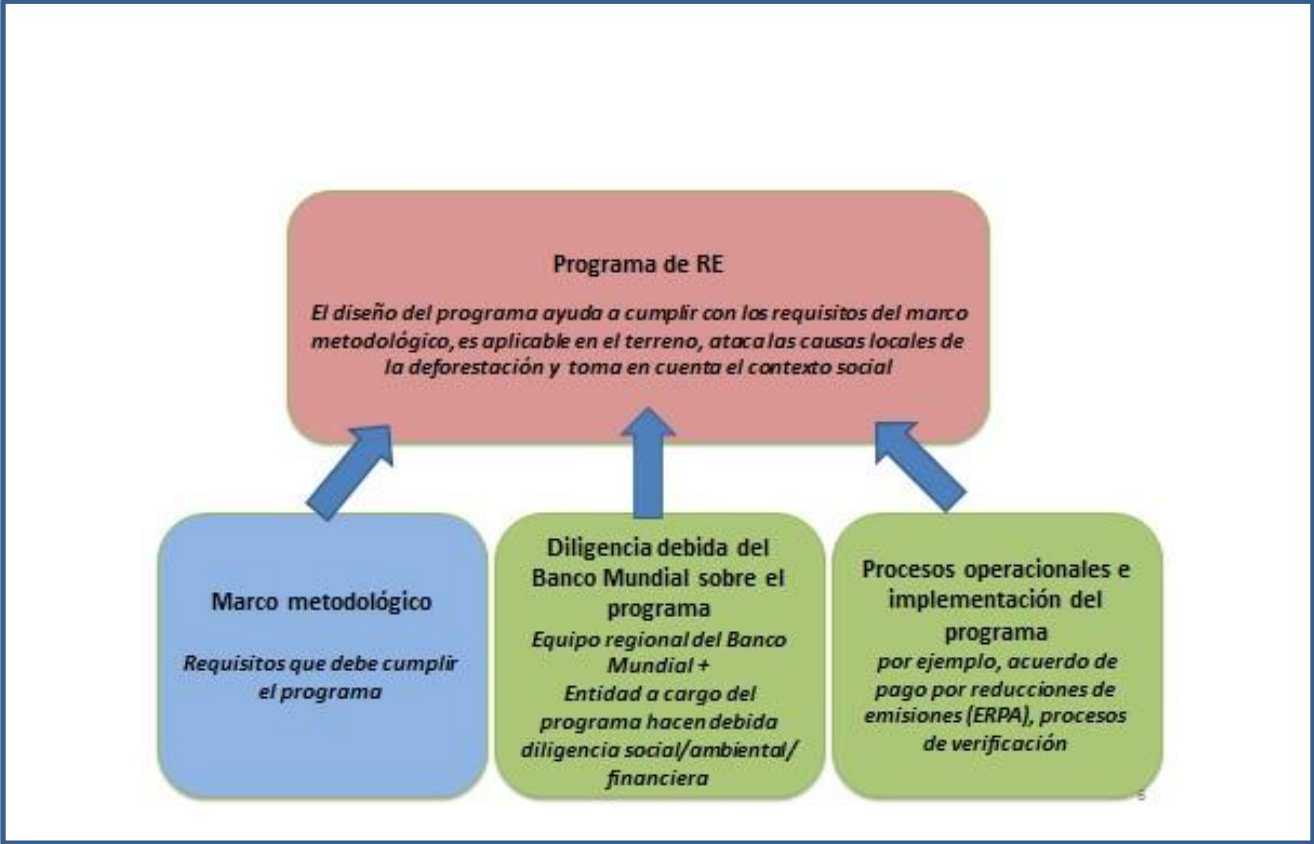 Programa de RE
El diseño del programa ayuda a cumplir con los requisitos del marco
metodológico, es aplicable en el terreno, ataca las causas locales de
la deforestación y toma en cuenta el contexto social
Marco metodológico
Requisitos que debe cumplir
el programa
Diligencia debida del
Banco Mundial sobre el
programa
Equipo regional del Banco
Mundial +
Entidad a cargo del
programa hacen debida
diligencia social/ambiental/
financiera
Procesos operacionales e
implementación del
programa
por ejemplo, acuerdo de
pago por reducciones de
emisiones (ERPA), procesos
de verificación